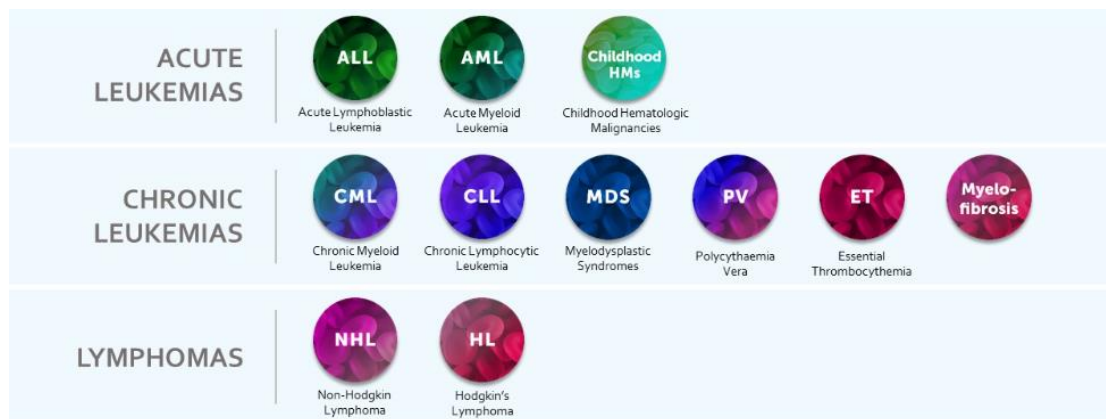 ACUTE
LEUKEMIAS
ALL
AML
Childhood
HMs
Acute Lymphoblastic
Leukemia
Acute Myeloid
Leukemia
Childhood Hematologic
Malignancies
CHRONIC
LEUKEMIAS
CML
CLL
MDS
PV
ET
Myelo-
fibrosis
Chronic Myeloid
Leukemia
Chronic Lymphocytic
Leukemia
Myelodysplastic
Syndromes
Polycythaemia
Vera
Essential
Thrombocythemia
LYMPHOMAS
NHL
HL
Non-Hodgkin
Lymphoma
Hodgkin's
Lymphoma